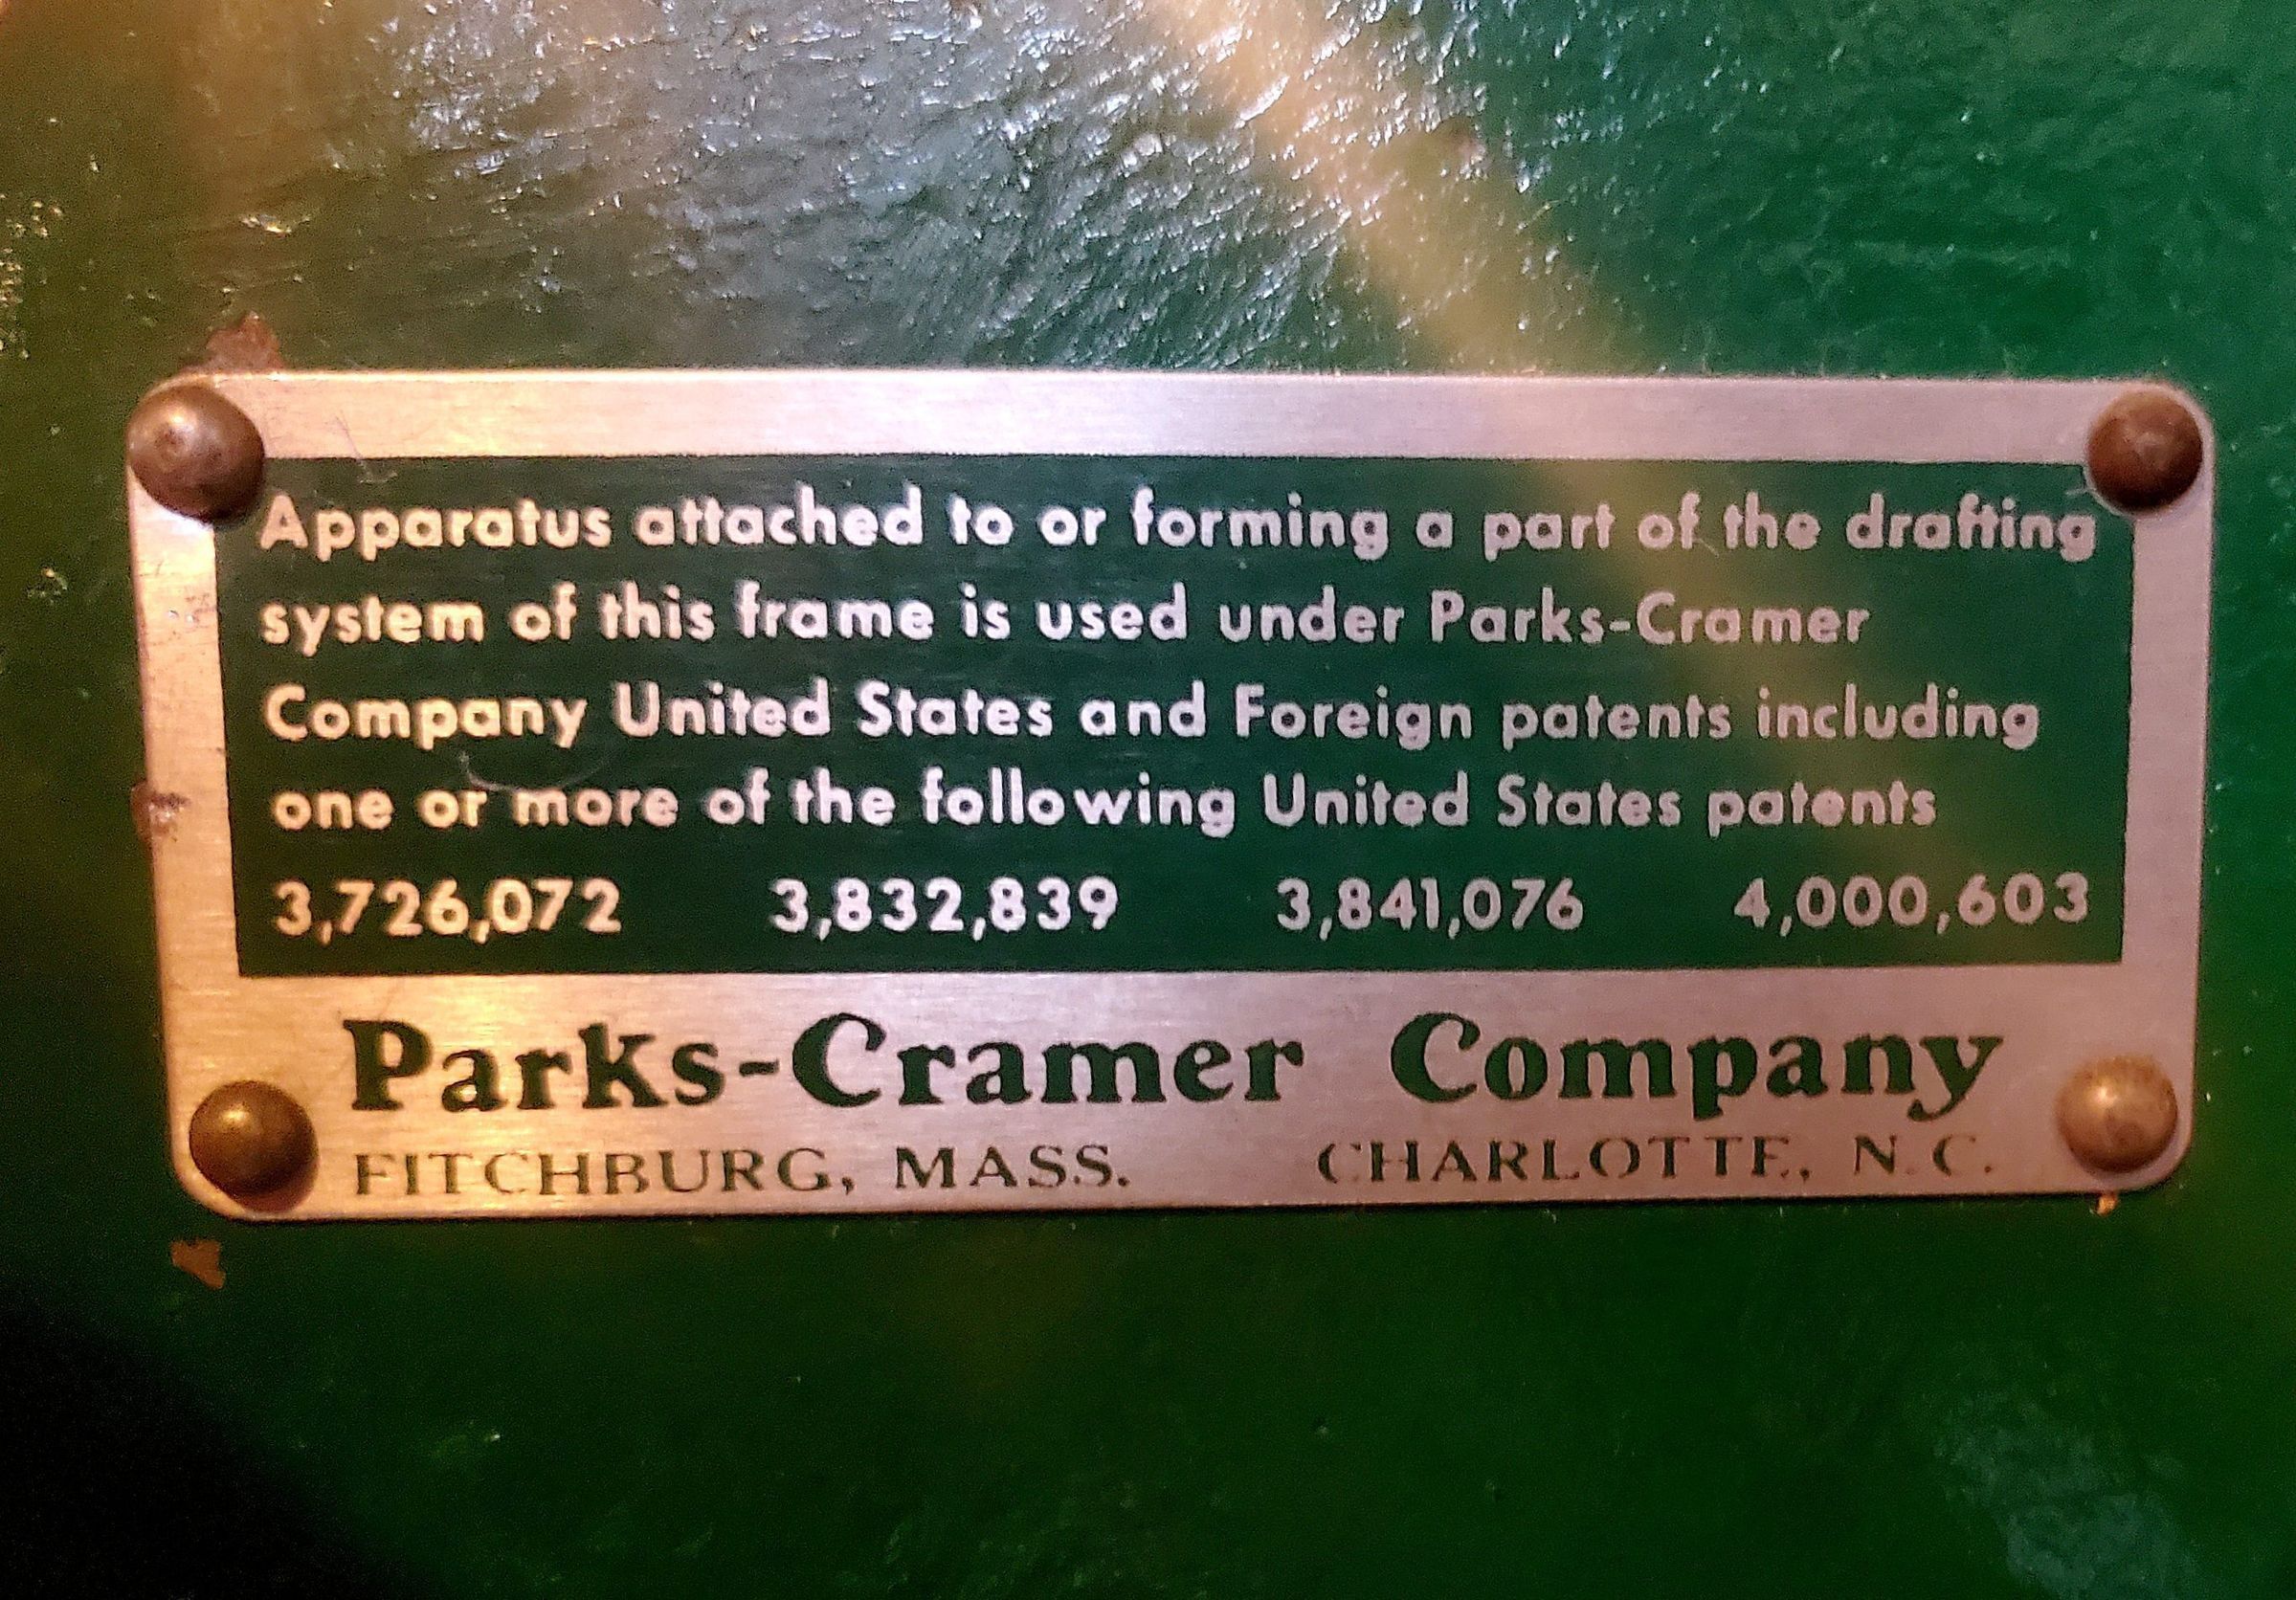 Apparatus attached to or forming a part of the drafting
system of this frame is used under Parks-Cramer
Company United States and Foreign patents including
one or more of the following United States patents
3,726,072 3,832,839 3,841,076 4,000,603
Parks-Cramer Company
FITCHBURG, MASS. CHARLOTTE, N.C.